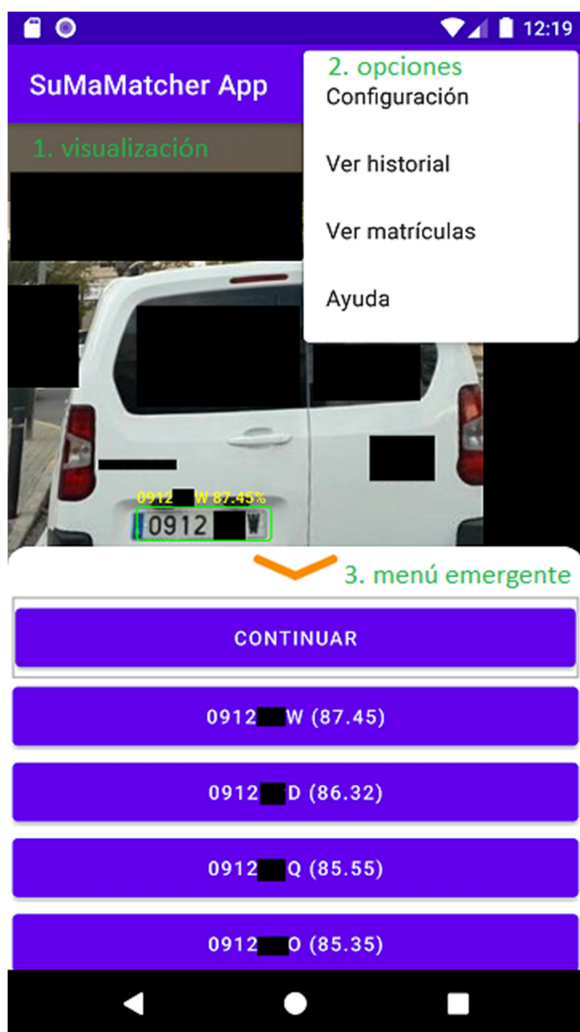 12:19
SuMaMatcher App
2. opciones
Configuración
1. visualización
Ver historial
Ver matrículas
Ayuda
0912 W 87.45%
0912 W
3. menú emergente
CONTINUAR
0912 W (87.45)
0912 D (86.32)
0912 Q (85.55)
0912 O (85.35)